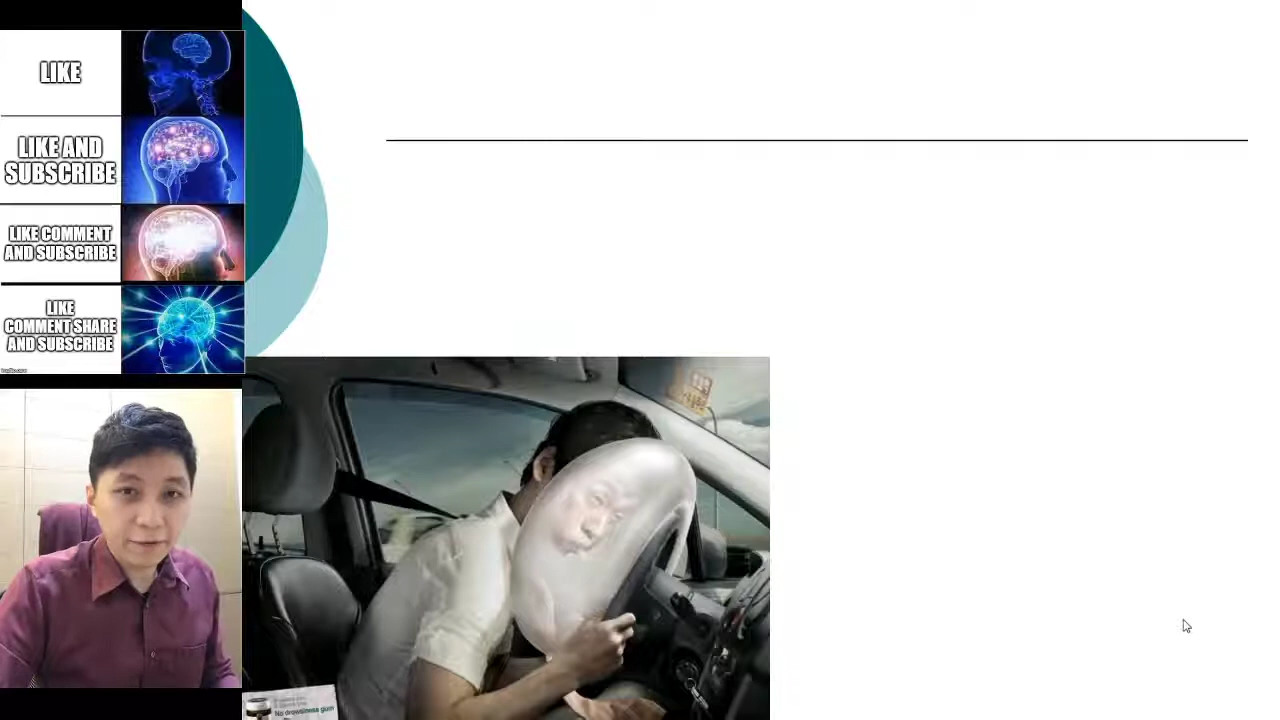 LIKE
LIKE AND
SUBSCRIBE
LIKE COMMENT
AND SUBSCRIBE
LIKE
COMMENT SHARE
AND SUBSCRIBE
No drowsiness gum